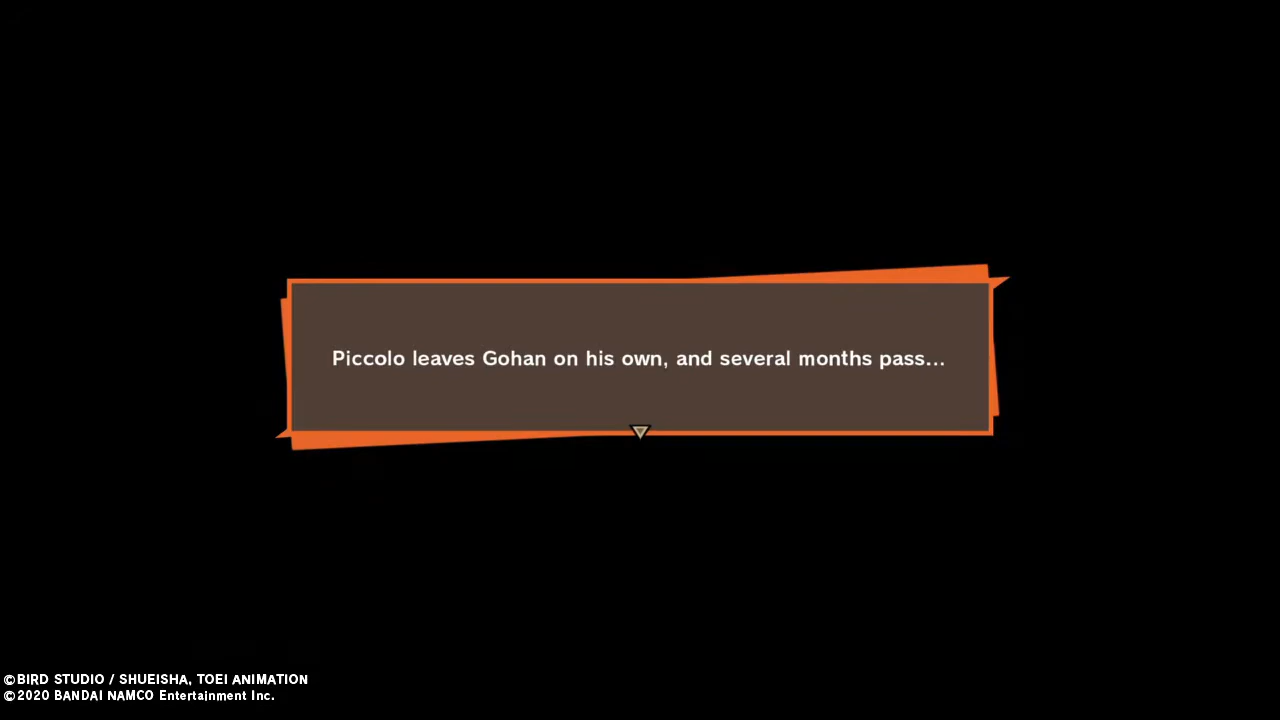 Piccolo leaves Gohan on his own, and several months pass...
©BIRD STUDIO / SHUEISHA, TOEI ANIMATION
©2020 BANDAI NAMCO Entertainment Inc.